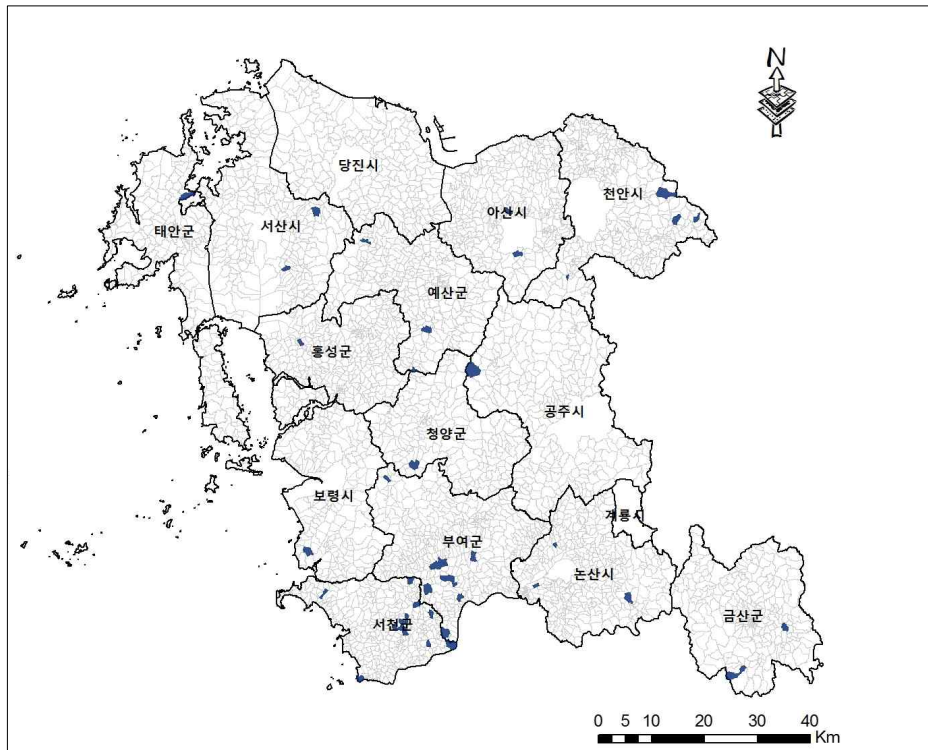 N
당진시
천안시
아산시
서산시
태안군
예산군
홍성군
공주시
청양군
보령시
계룡시
부여군
논산시
금산군
서천군
0 5 10 20 30 40
Km